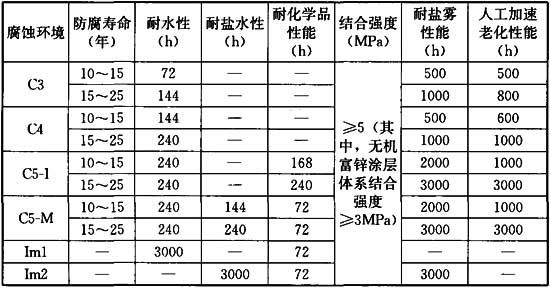 腐蚀环境 防腐寿命（年） 耐水性（h） 耐盐水性（h） 耐化学品性能（h） 结合强度（MPa） 耐盐雾性能（h） 人工加速老化性能（h）
C3 10～15 72 — — ≥5（其中，无机富锌涂层体系结合强度≥3MPa） 500 500
15～25 144 — — 1000 800
C4 10～15 144 — — 500 600
15～25 240 — — 1000 1000
C5-I 10～15 240 — 168 2000 1000
15～25 240 — 240 3000 3000
C5-M 10～15 240 144 72 2000 1000
15～25 240 240 72 3000 3000
Im1 — 3000 — 72 — —
Im2 — — 3000 72 3000 —